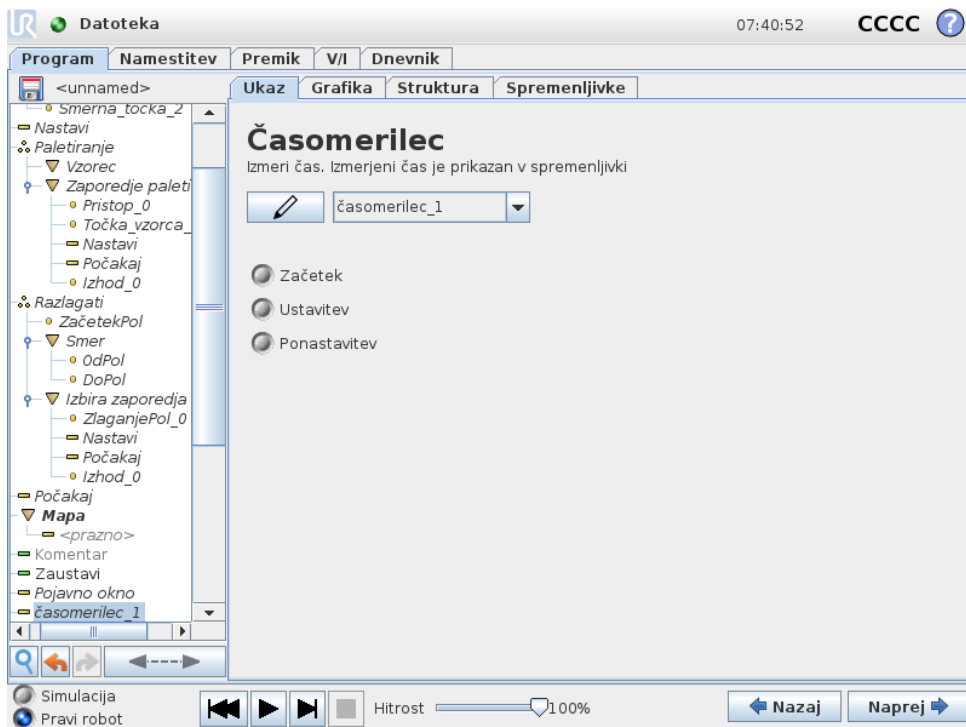 UR Datoteka 07:40:52 CCCC ?
Program Namestitev Premik V/I Dnevnik
<unnamed>
Ukaz Grafika Struktura Spremenljivke
Smerna_točka_2
Nastavi
Paletiranje
Vzorec
Zaporedje paleti
Pristop_0
Točka_vzorca_
Nastavi
Počakaj
Izhod_0
Razlagati
ZačetekPol
Smer
OdPol
DoPol
Izbira zaporedja
ZlaganjePol_0
Nastavi
Počakaj
Izhod_0
Počakaj
Mapa
<prazno>
Komentar
Zaustavi
Pojavno okno
časomerilec_1
Časomerilec
Izmeri čas. Izmerjeni čas je prikazan v spremenljivki
časomerilec_1
Začetek
Ustavitev
Ponastavitev
Simulacija
Pravi robot
Hitrost 100%
Nazaj
Naprej